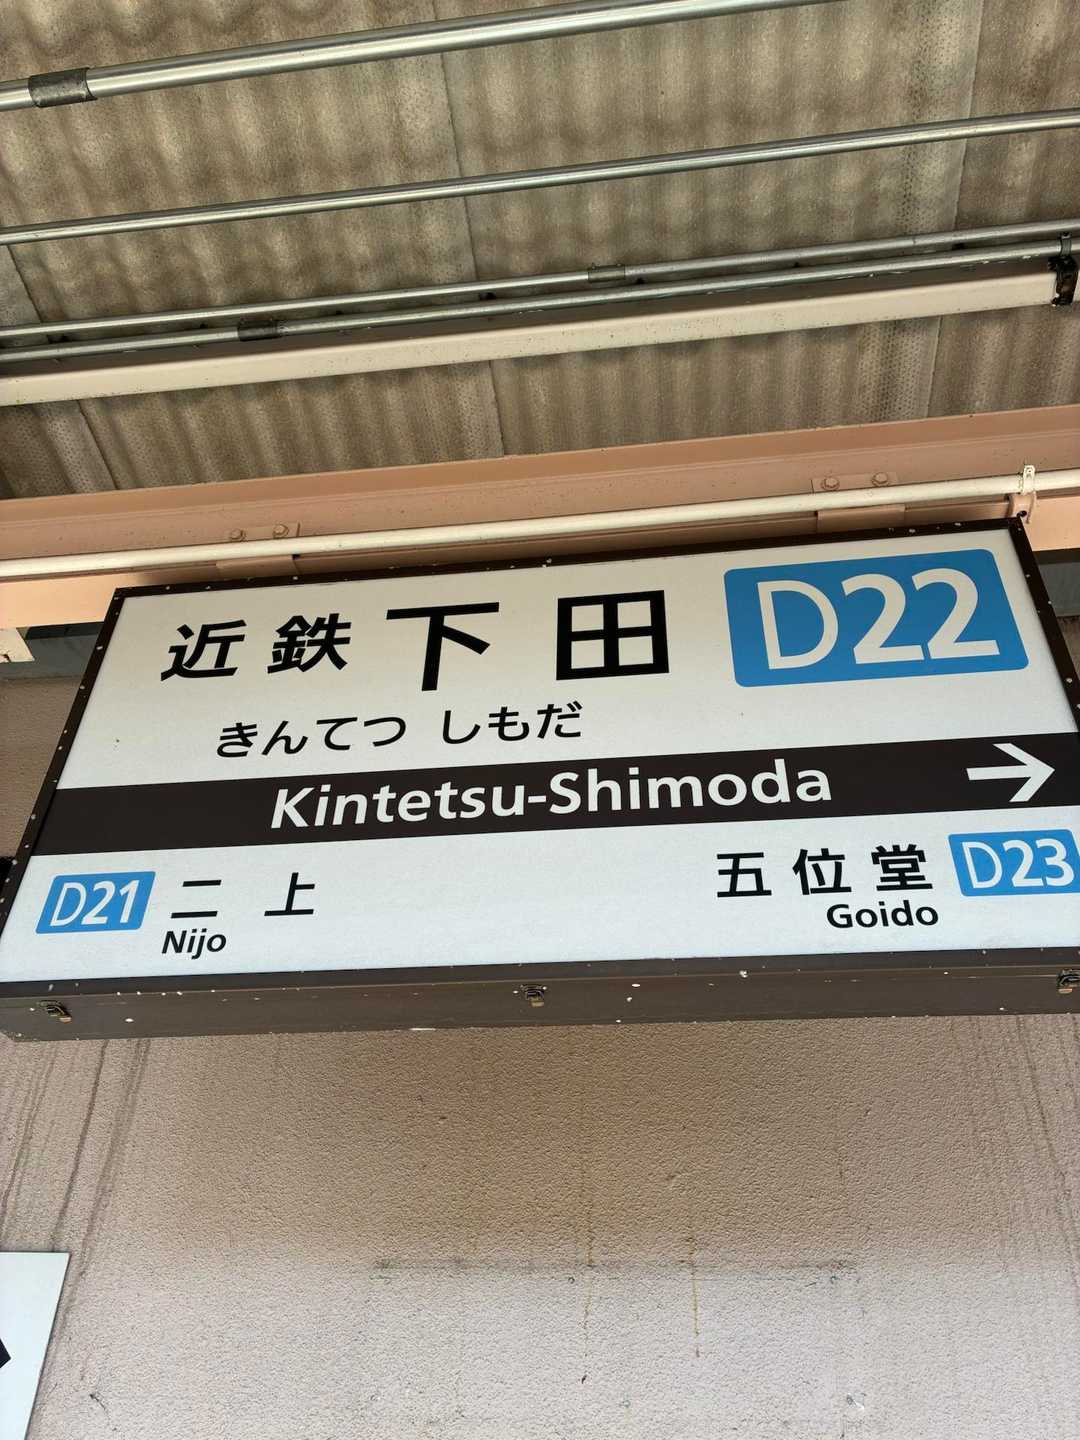 近鉄下田 D22
きんてつ しもだ
Kintetsu-Shimoda
D21 二上
Nijo
五位堂 D23
Goido